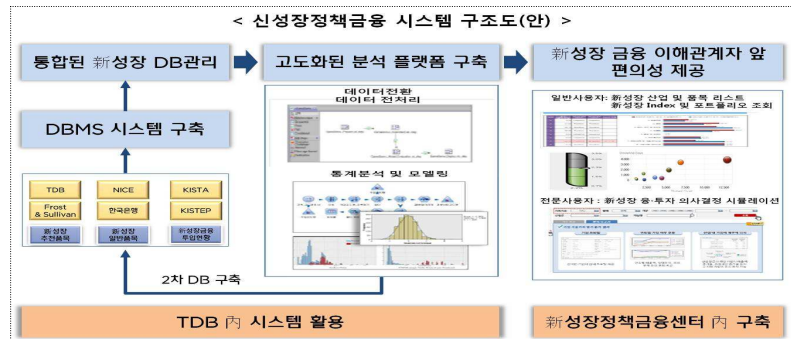 < 신성장정책금융 시스템 구조도(안) >
통합된 新성장 DB관리
고도화된 분석 플랫폼 구축
新성장 금융 이해관계자 앞
편의성 제공
DBMS 시스템 구축
TDB
NICE
KISTA
Frost
& Sullivan
한국은행
KISTEP
新성장
추천품목
新성장
일반품목
新성장금융
투입현황
데이터전환
데이터 전처리
통계분석 및 모델링
일반사용자: 新성장 산업 및 품목 리스트
新성장 Index 및 포트폴리오 조회
전문사용자 : 新성장 융·투자 의사결정 시뮬레이션
2차 DB 구축
TDB 內 시스템 활용
新성장정책금융센터 內 구축